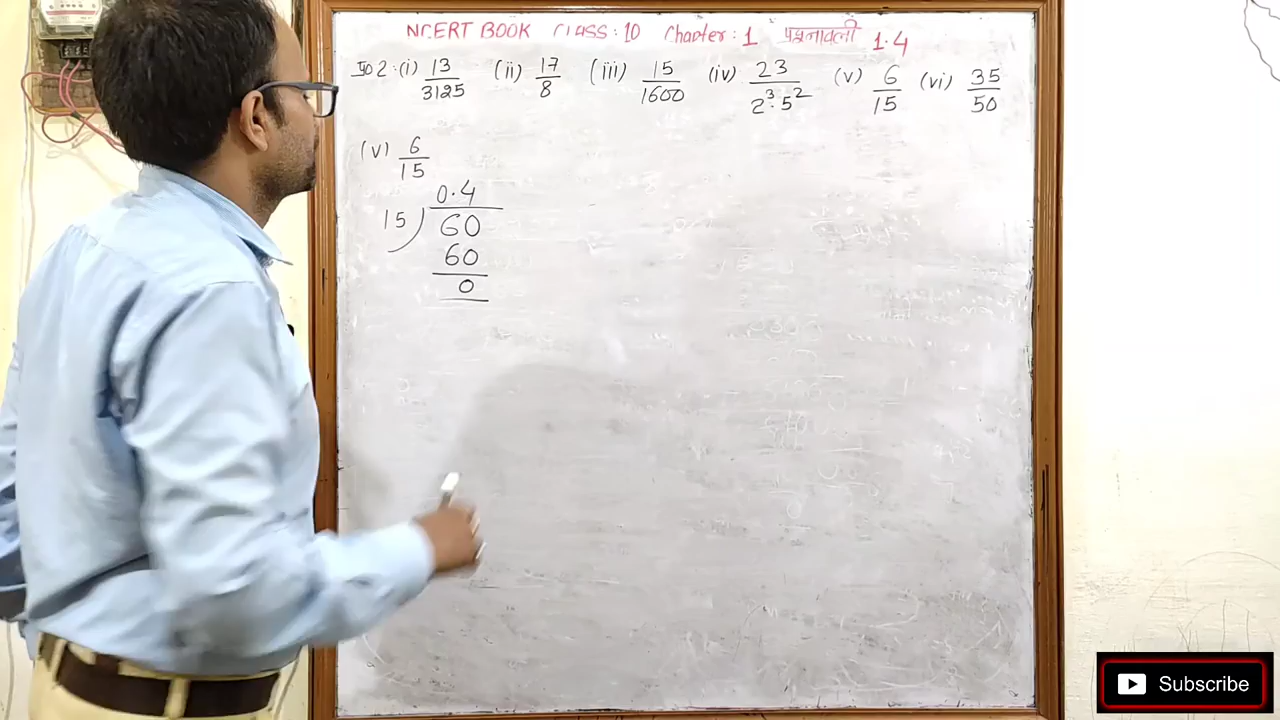 NCERT BOOK CLASS: 10 Chapter: 1 प्रश्नावली 1.4
प्र0 2: (i) 13/3125 (ii) 17/8 (iii) 15/1600 (iv) 23/2³·5² (v) 6/15 (vi) 35/50
(v) 6/15
0.4
15 ) 60
60
0
Subscribe